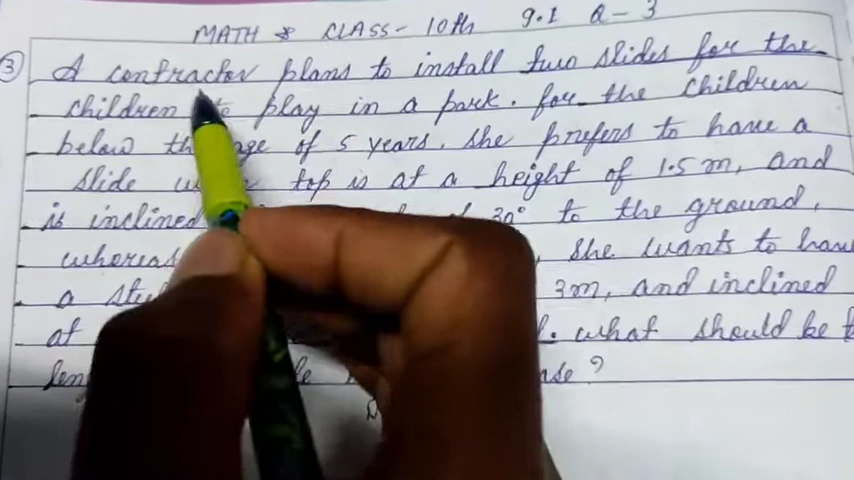 MATH * CLASS- 10th 9.1 Q-3
3 A contractor plans to install two slides for the
children to play in a park. for the children
below the age of 5 years, she prefers to have a
slide top is at a height of 1.5 m, and
is inclined 30° to the ground,
whereas she wants to have
a 3m, and inclined
at what should be
?